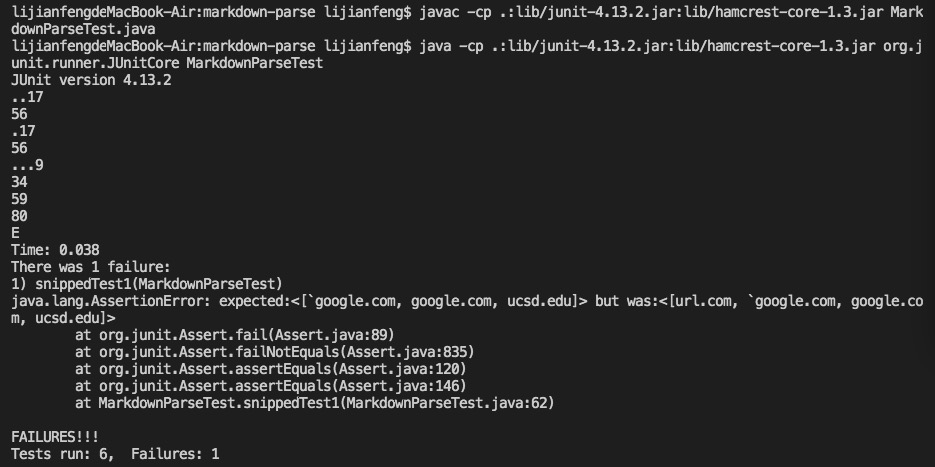 lijianfengdeMacBook-Air:markdown-parse lijianfeng$ javac -cp .:lib/junit-4.13.2.jar:lib/hamcrest-core-1.3.jar Mark
downParseTest.java
lijianfengdeMacBook-Air:markdown-parse lijianfeng$ java -cp .:lib/junit-4.13.2.jar:lib/hamcrest-core-1.3.jar org.j
unit.runner.JUnitCore MarkdownParseTest
JUnit version 4.13.2
..17
56
.17
56
...9
34
59
80
E
Time: 0.038
There was 1 failure:
1) snippedTest1(MarkdownParseTest)
java.lang.AssertionError: expected:<[`google.com, google.com, ucsd.edu]> but was:<[url.com, `google.com, google.co
m, ucsd.edu]>
        at org.junit.Assert.fail(Assert.java:89)
        at org.junit.Assert.failNotEquals(Assert.java:835)
        at org.junit.Assert.assertEquals(Assert.java:120)
        at org.junit.Assert.assertEquals(Assert.java:146)
        at MarkdownParseTest.snippedTest1(MarkdownParseTest.java:62)
FAILURES!!!
Tests run: 6,  Failures: 1